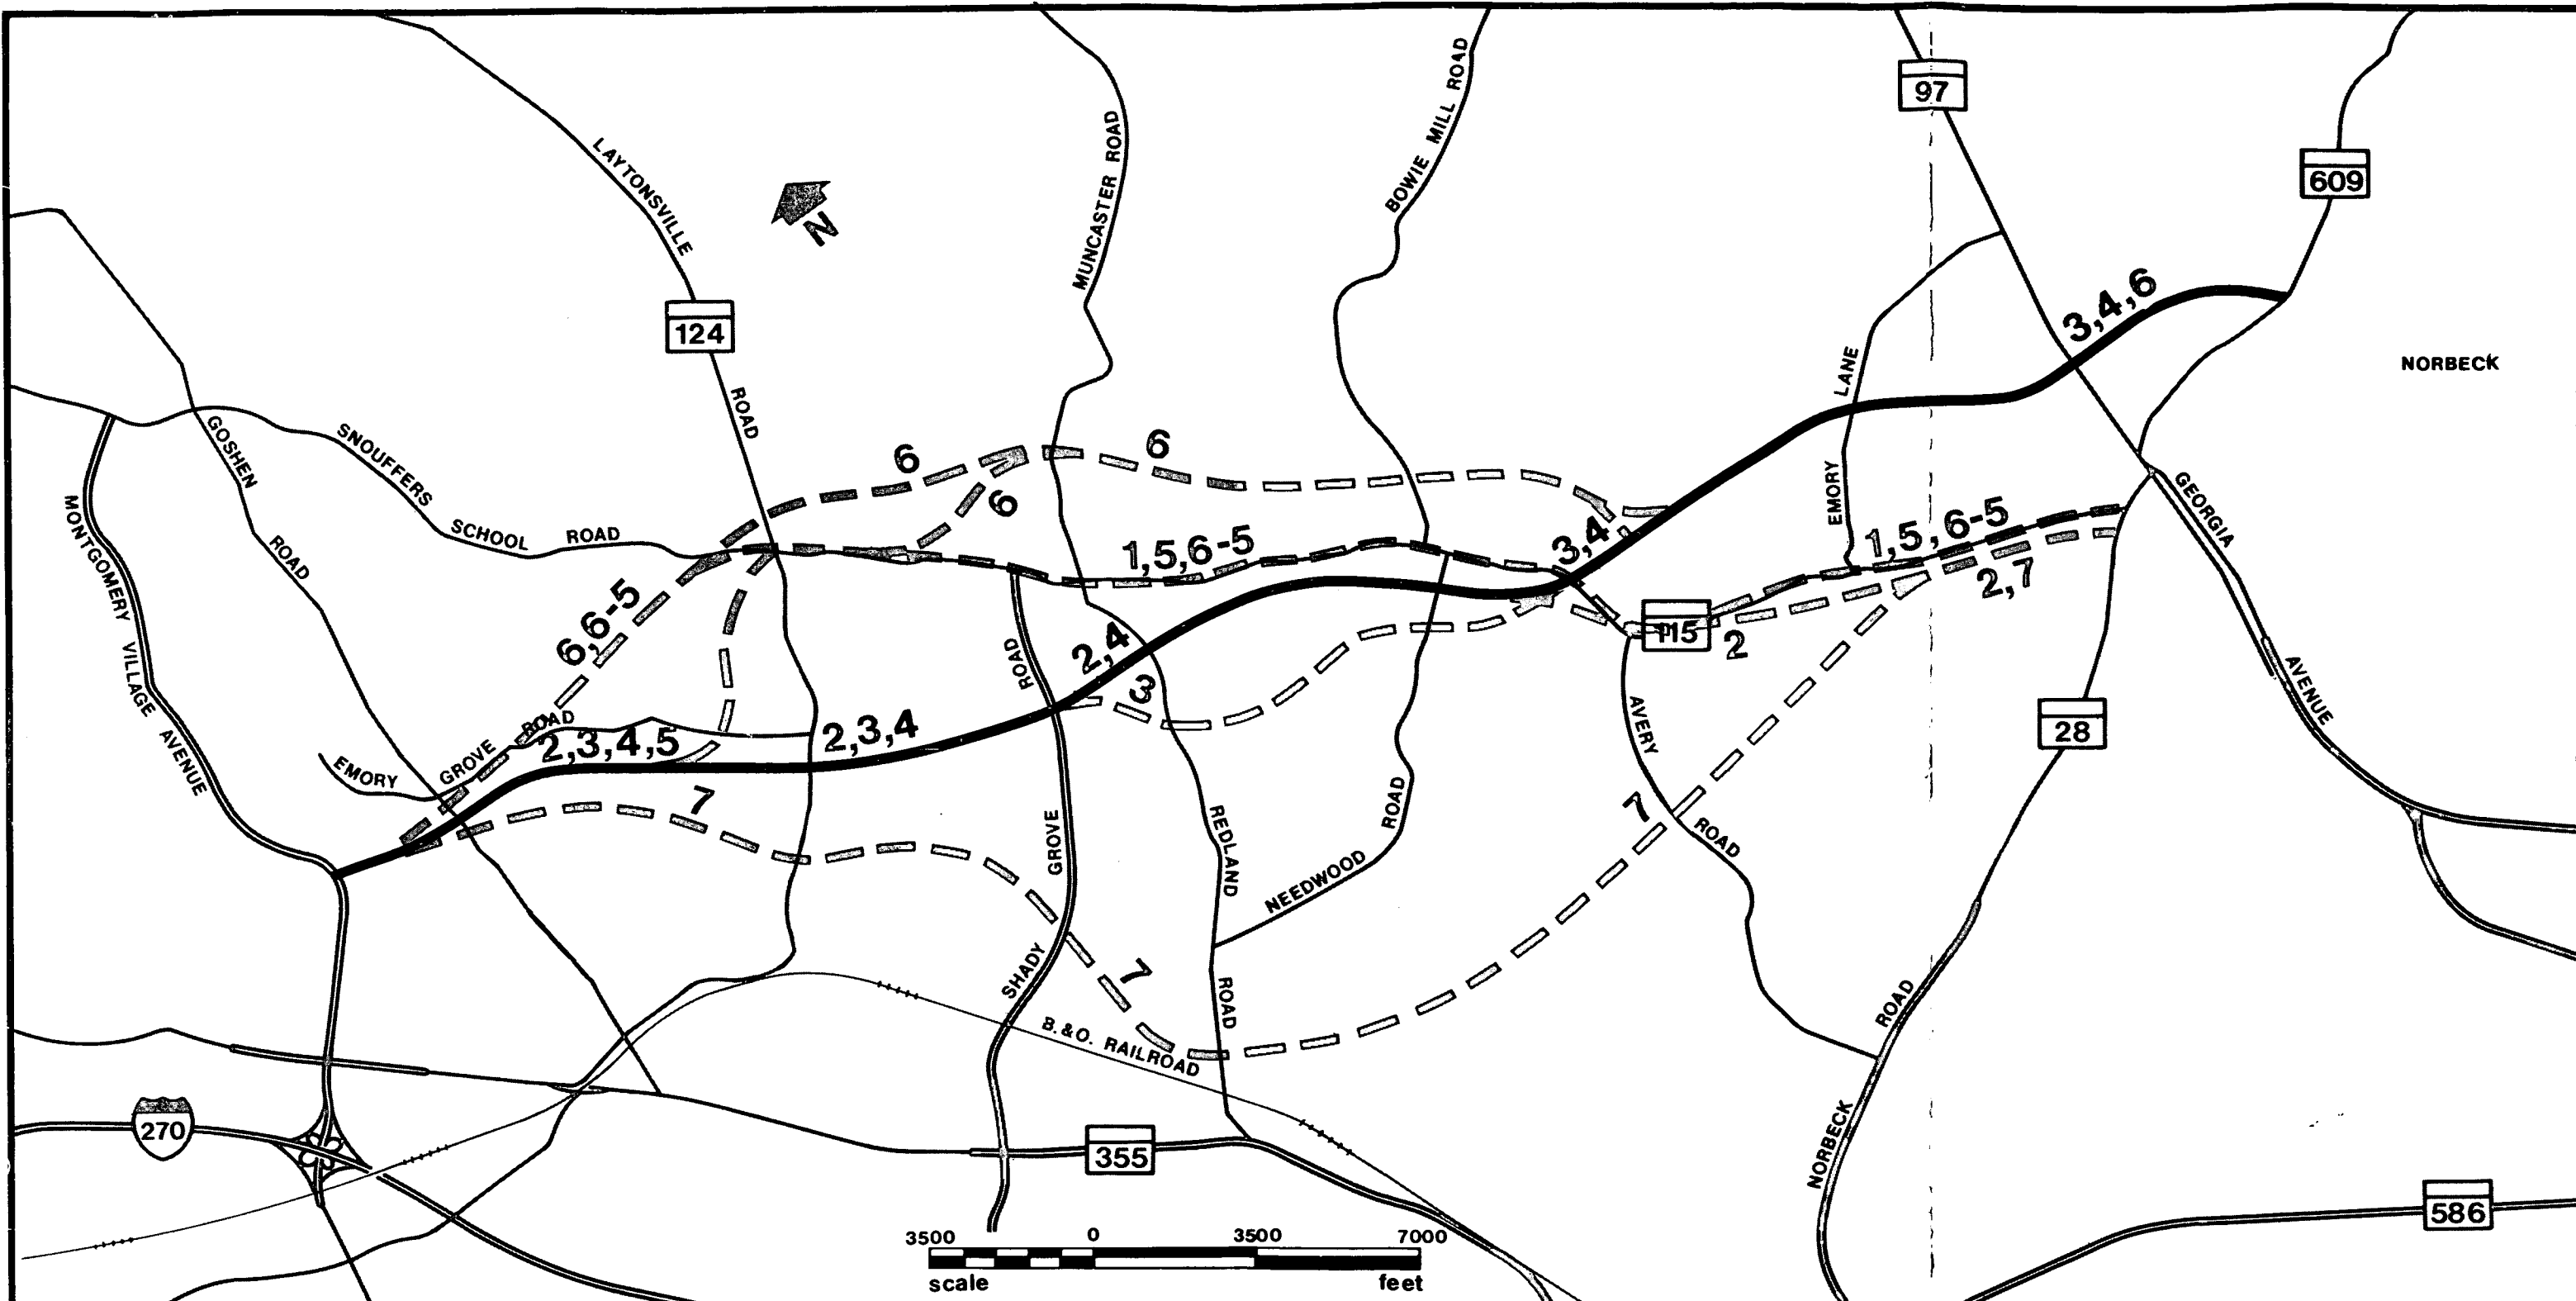 97
609
LAYTONSVILLE
ROAD
124
N
MUNCASTER ROAD
BOWIE MILL ROAD
3,4,6
NORBECK
EMORY LANE
GOSHEN
ROAD
SNOUFFERS
SCHOOL ROAD
6
6
6
3,4
1,5,6-5
1,5,6-5
2,7
2
115
GEORGIA
AVENUE
MONTGOMERY VILLAGE AVENUE
6,6-5
EMORY GROVE ROAD
2,3,4,5
2,3,4
2,4
3
ROAD
GROVE
SHADY
REDLAND
ROAD
NEEDWOOD
ROAD
AVERY
ROAD
28
7
7
7
B.&O. RAILROAD
NORBECK
ROAD
270
355
586
3500 0 3500 7000
scale feet